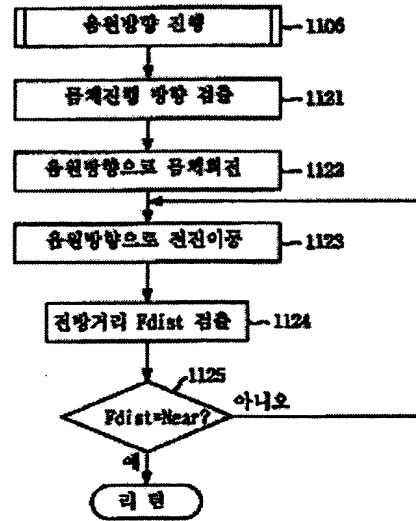 음원방향 진행
1106
몸체진행 방향 검출
1121
음원방향으로 몸체회전
1122
음원방향으로 전진이동
1123
전방거리 Fdist 검출
1124
1125
Fdist=Near?
아니오
예
리턴